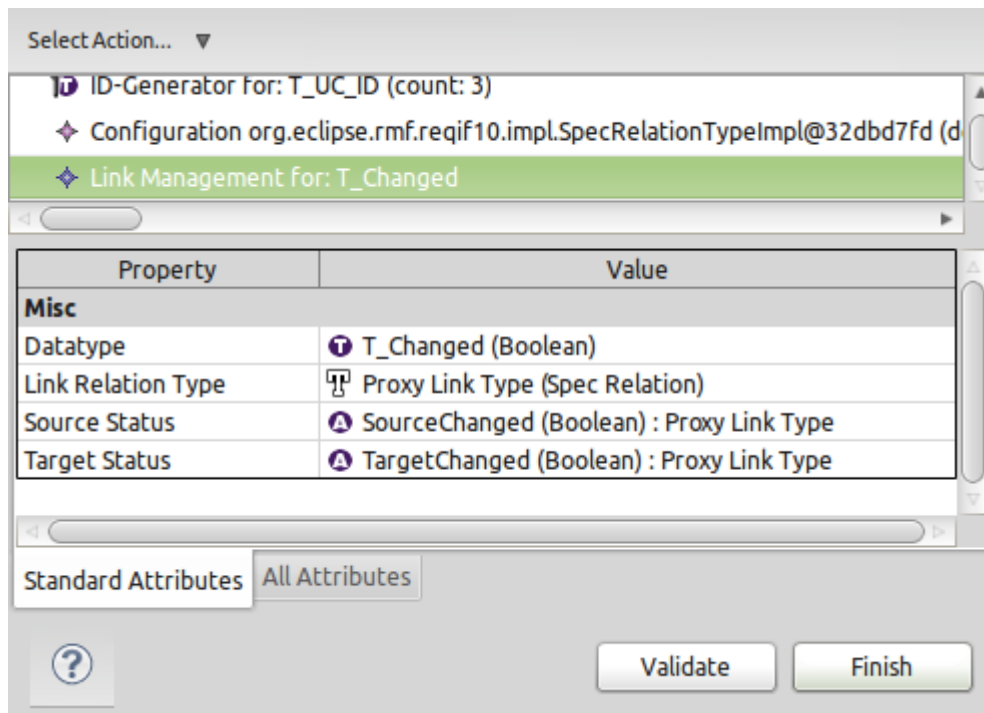 Select Action...
ID-Generator for: T_UC_ID (count: 3)
Configuration org.eclipse.rmf.reqif10.impl.SpecRelationTypeImpl@32dbd7fd (d
Link Management for: T_Changed
Property Value
Misc
Datatype T T_Changed (Boolean)
Link Relation Type Proxy Link Type (Spec Relation)
Source Status A SourceChanged (Boolean) : Proxy Link Type
Target Status A TargetChanged (Boolean) : Proxy Link Type
Standard Attributes All Attributes
? Validate Finish